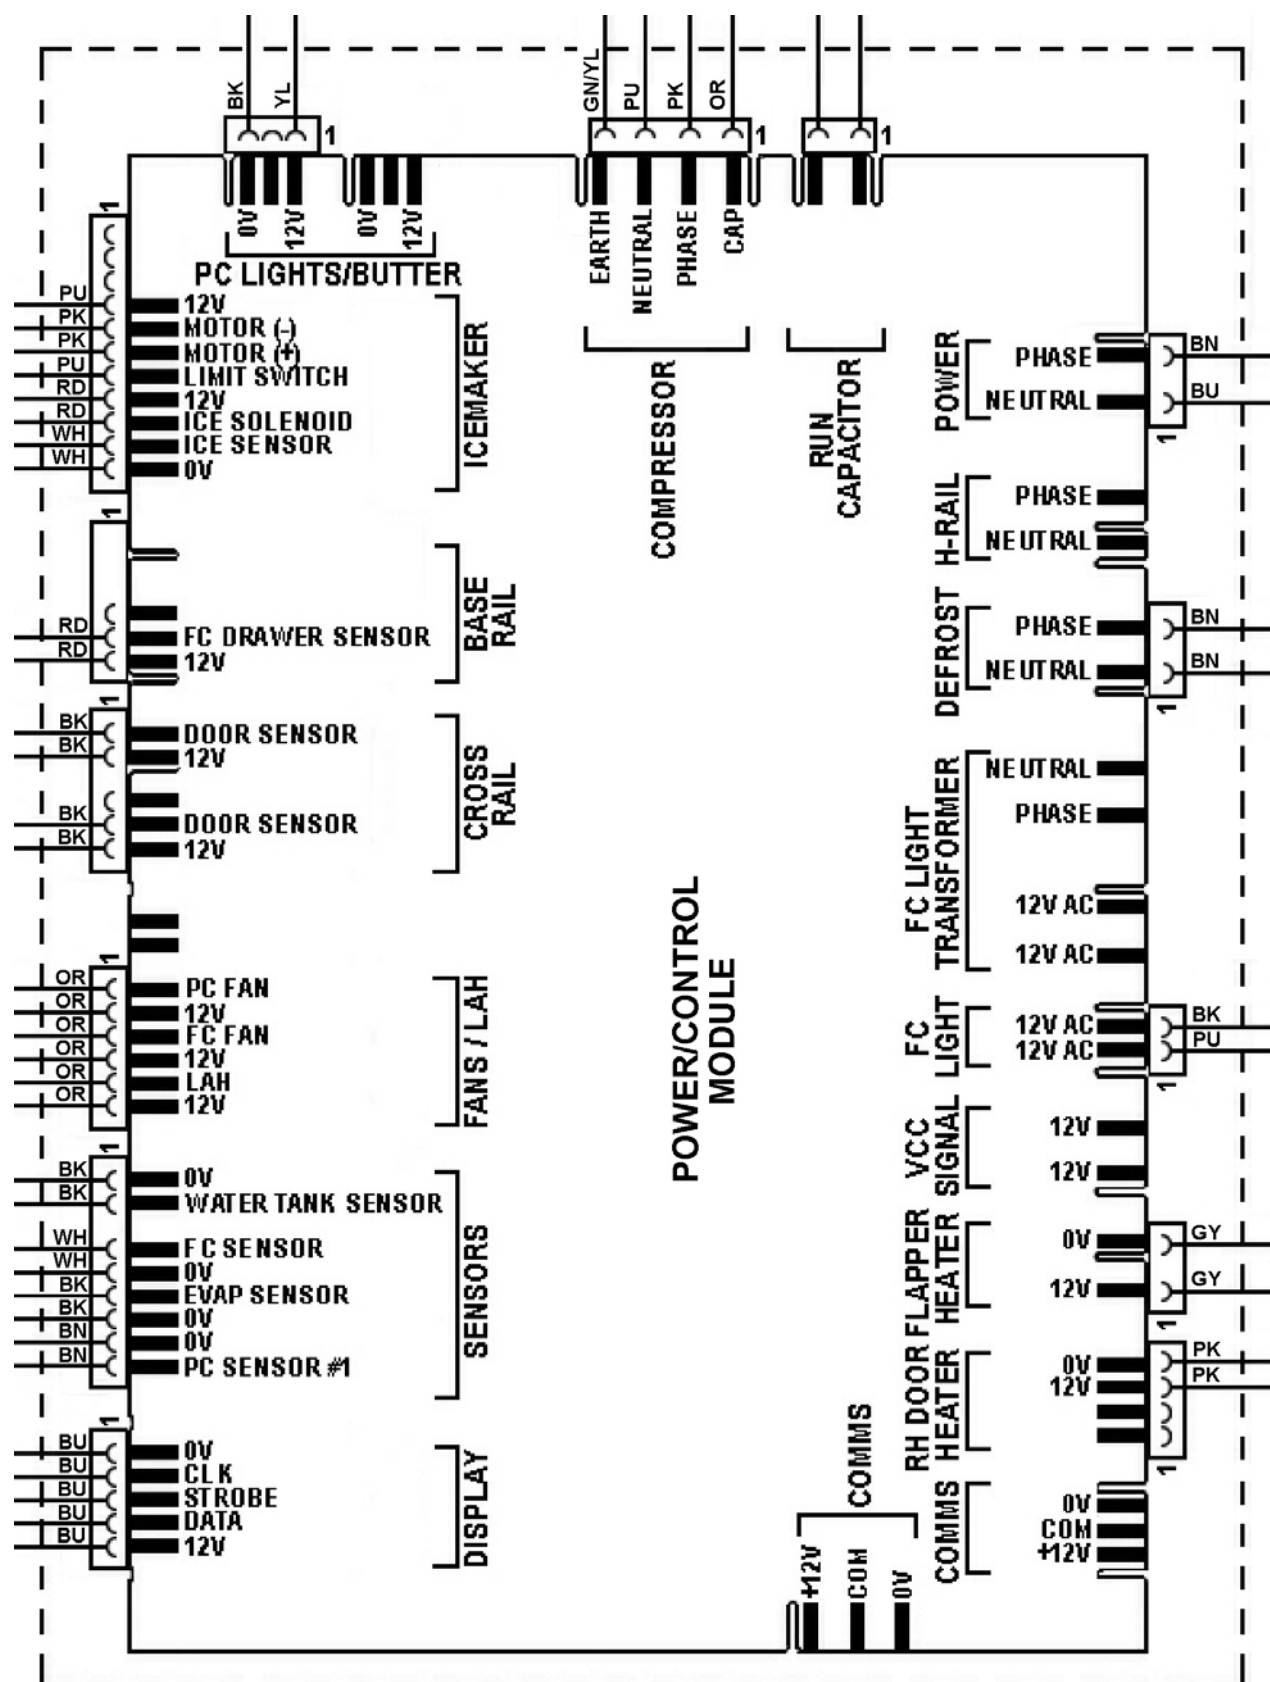 BK
YL
GN/YL
PU
PK
OR
1
1
1
0V
12V
0V
12V
PC LIGHTS/BUTTER
EARTH
NEUTRAL
PHASE
CAP
COMPRESSOR
RUN
CAPACITOR
1
PU 12V
PK MOTOR (-)
PK MOTOR (+)
PU LIMIT SWITCH
RD 12V
RD ICE SOLENOID
WH ICE SENSOR
WH 0V
ICEMAKER
1
RD FC DRAWER SENSOR
RD 12V
BASE
RAIL
1
BK DOOR SENSOR
BK 12V
BK DOOR SENSOR
BK 12V
CROSS
RAIL
1
OR PC FAN
OR 12V
OR FC FAN
OR 12V
OR LAH
OR 12V
FANS / LAH
1
BK 0V
BK WATER TANK SENSOR
WH FC SENSOR
WH 0V
BK EVAP SENSOR
BK 0V
BN 0V
BN PC SENSOR #1
SENSORS
1
BU 0V
BU CLK
BU STROBE
BU DATA
BU 12V
DISPLAY
POWER/CONTROL
MODULE
POWER
PHASE BN
NEUTRAL BU
1
H-RAIL
PHASE
NEUTRAL
DEFROST
PHASE BN
NEUTRAL BN
1
FC LIGHT
TRANSFORMER
NEUTRAL
PHASE
12V AC
12V AC
FC
LIGHT
12V AC BK
12V AC PU
1
VCC
SIGNAL
12V
12V
FLAPPER
HEATER
0V GY
12V GY
1
RH DOOR
HEATER
0V PK
12V PK
1
COMMS
0V
COM
+12V
COMMS
+12V
COM
0V